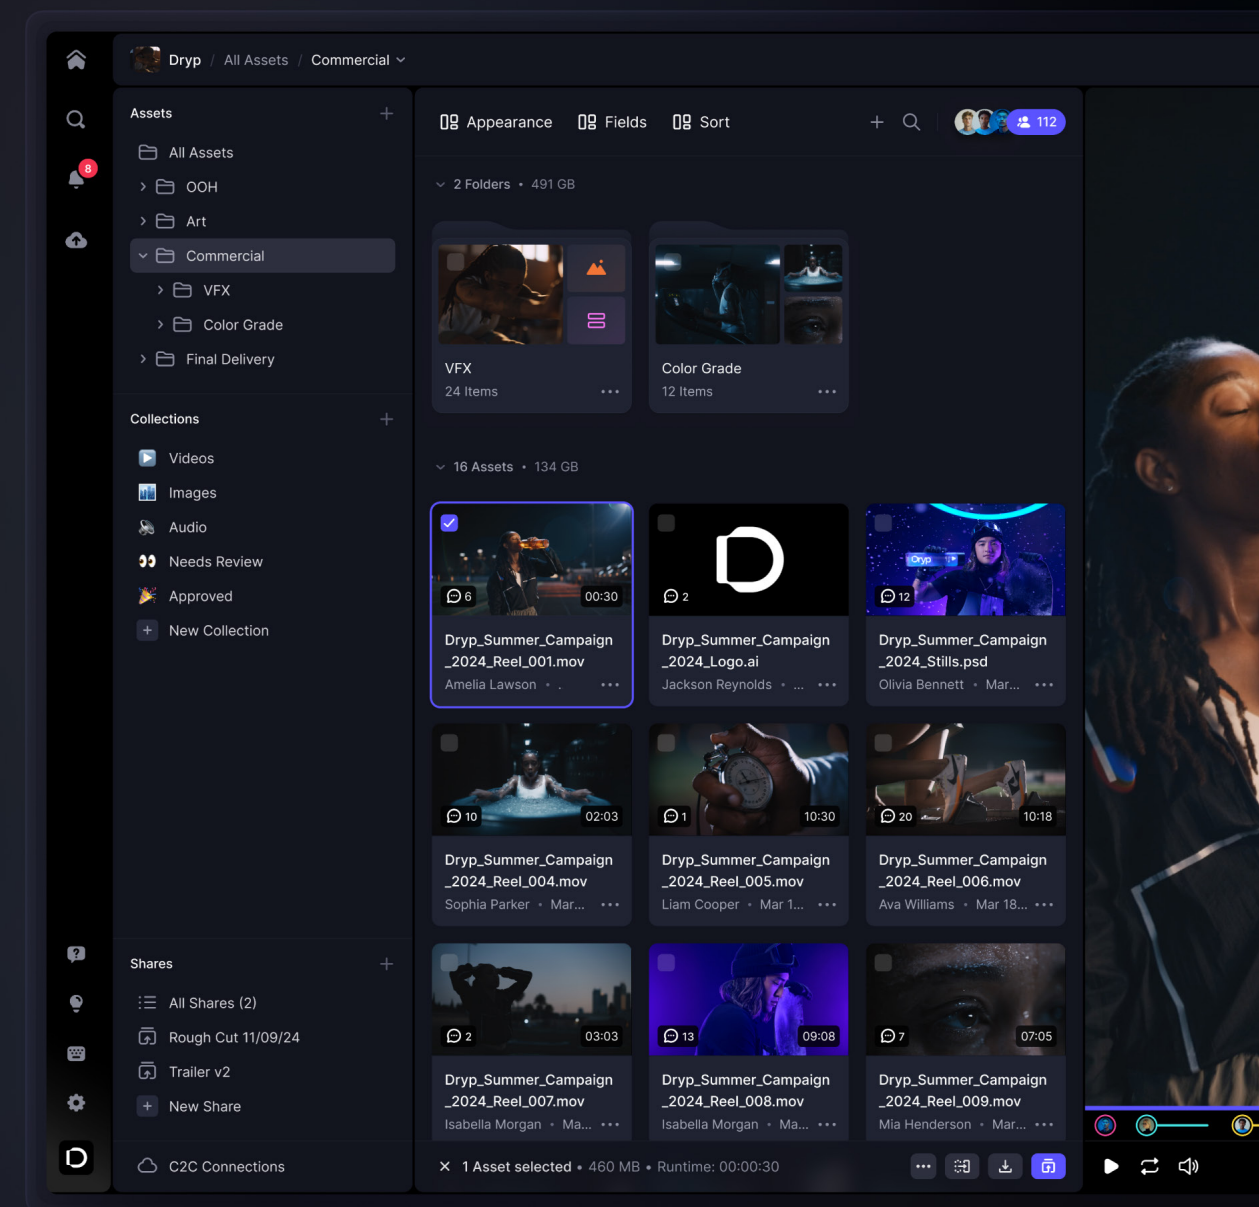 Dryp / All Assets / Commercial
8
Assets
All Assets
OOH
Art
Commercial
VFX
Color Grade
Final Delivery
Collections
Videos
Images
Audio
Needs Review
Approved
New Collection
Shares
All Shares (2)
Rough Cut 11/09/24
Trailer v2
New Share
C2C Connections
Appearance Fields Sort 112
2 Folders • 491 GB
VFX
24 Items
Color Grade
12 Items
16 Assets • 134 GB
6 00:30
Dryp_Summer_Campaign
_2024_Reel_001.mov
Amelia Lawson • .
D
2
Dryp_Summer_Campaign
_2024_Logo.ai
Jackson Reynolds • ...
Dryp
12
Dryp_Summer_Campaign
_2024_Stills.psd
Olivia Bennett • Mar...
10 02:03
Dryp_Summer_Campaign
_2024_Reel_004.mov
Sophia Parker • Mar...
1 10:30
Dryp_Summer_Campaign
_2024_Reel_005.mov
Liam Cooper • Mar 1...
20 10:18
Dryp_Summer_Campaign
_2024_Reel_006.mov
Ava Williams • Mar 18...
2 03:03
Dryp_Summer_Campaign
_2024_Reel_007.mov
Isabella Morgan • Ma...
13 09:08
Dryp_Summer_Campaign
_2024_Reel_008.mov
Isabella Morgan • Ma...
7 07:05
Dryp_Summer_Campaign
_2024_Reel_009.mov
Mia Henderson • Mar...
1 Asset selected • 460 MB • Runtime: 00:00:30
D